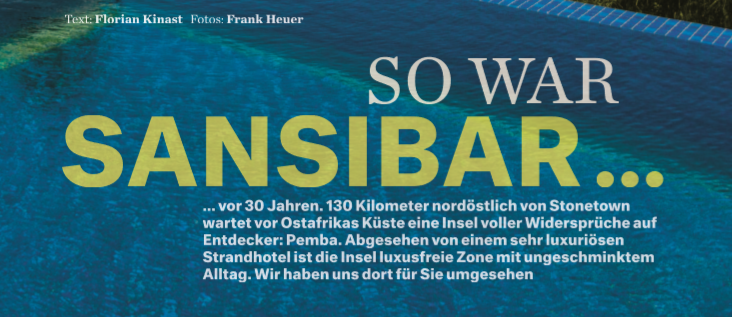 Text: Florian Kinast Fotos: Frank Heuer
SO WAR
SANSIBAR ...
... vor 30 Jahren. 130 Kilometer nordöstlich von Stonetown
wartet vor Ostafrikas Küste eine Insel voller Widersprüche auf
Entdecker: Pemba. Abgesehen von einem sehr luxuriösen
Strandhotel ist die Insel luxusfreie Zone mit ungeschminktem
Alltag. Wir haben uns dort für Sie umgesehen